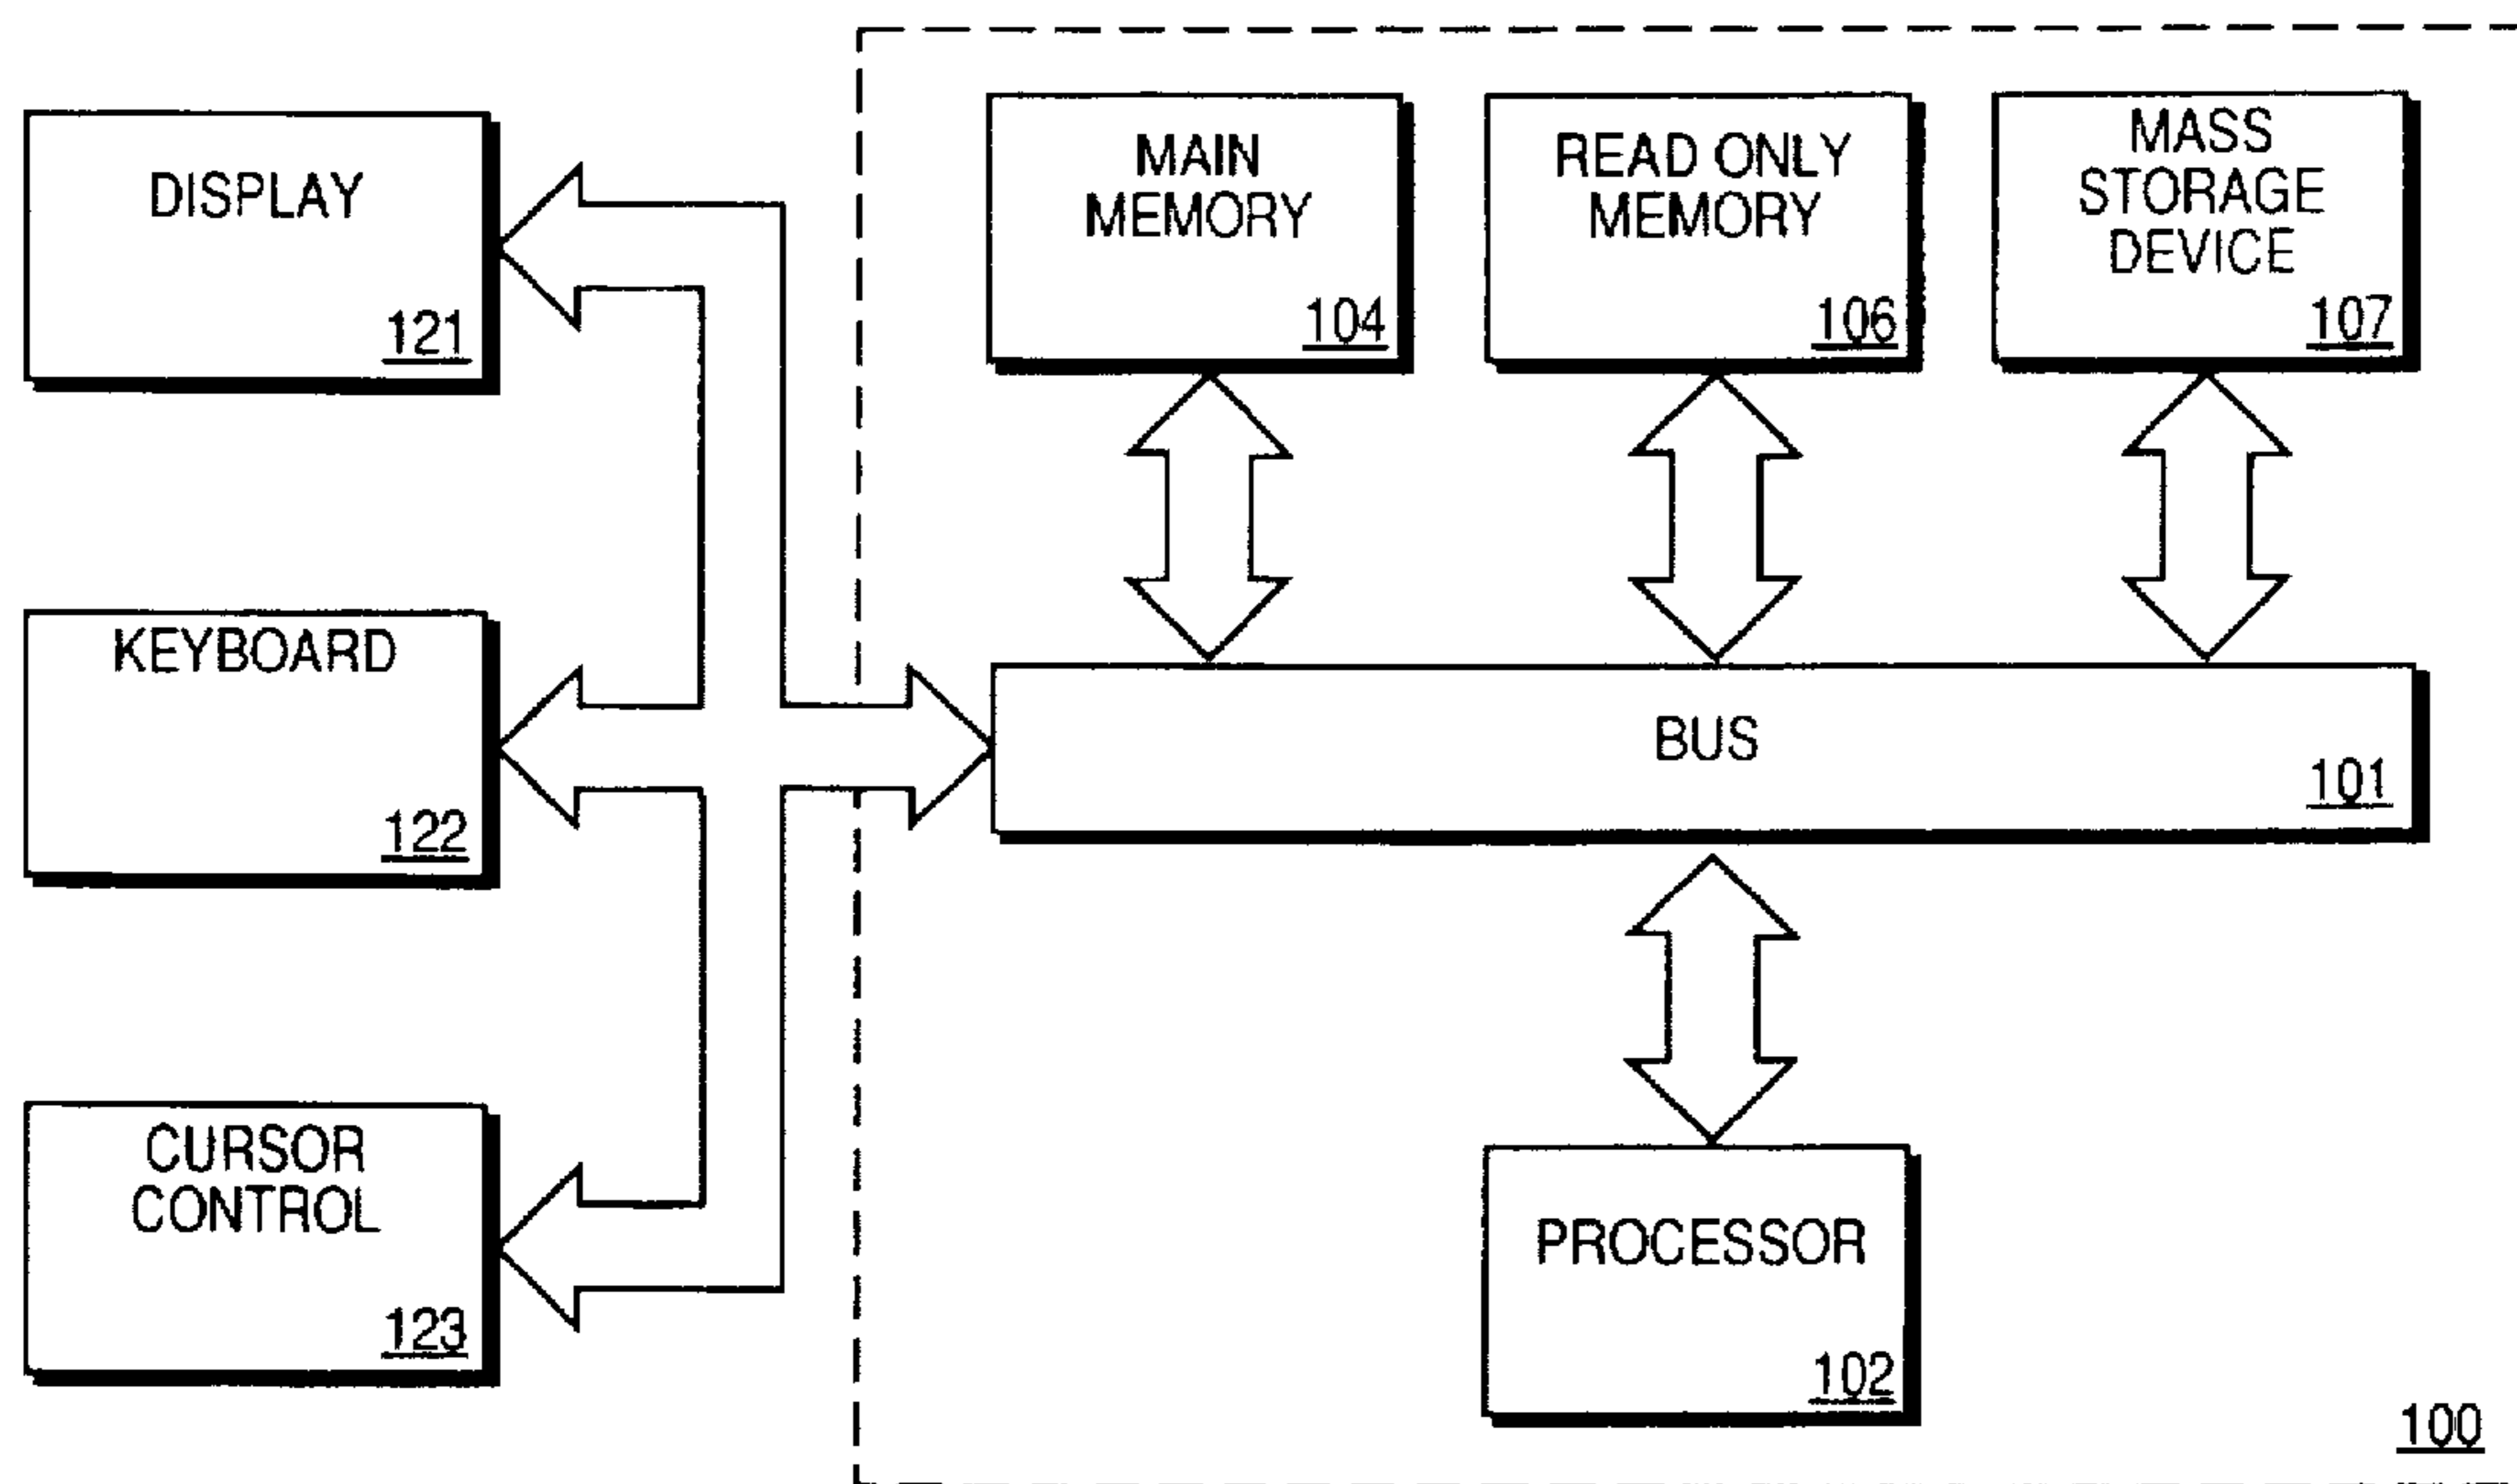 DISPLAY
121
MAIN
MEMORY
104
READ ONLY
MEMORY
106
MASS
STORAGE
DEVICE
107
KEYBOARD
122
BUS
101
CURSOR
CONTROL
123
PROCESSOR
102
100